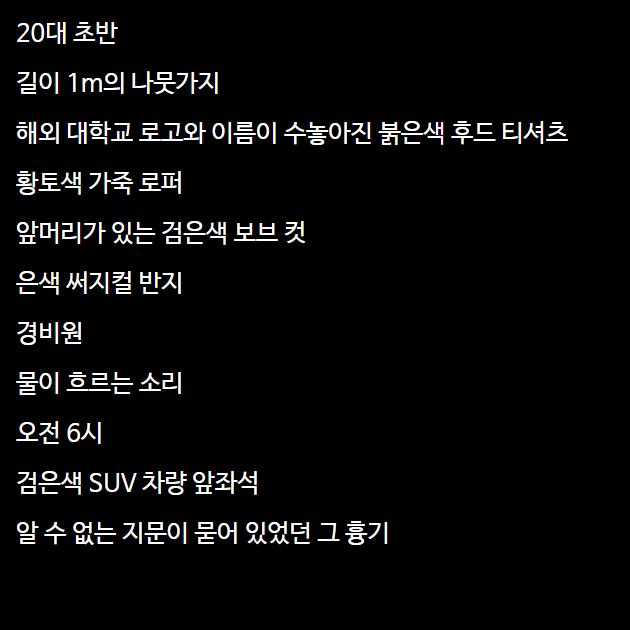 20대 초반
길이 1m의 나뭇가지
해외 대학교 로고와 이름이 수놓아진 붉은색 후드 티셔츠
황토색 가죽 로퍼
앞머리가 있는 검은색 보브 컷
은색 써지컬 반지
경비원
물이 흐르는 소리
오전 6시
검은색 SUV 차량 앞좌석
알 수 없는 지문이 묻어 있었던 그 흉기